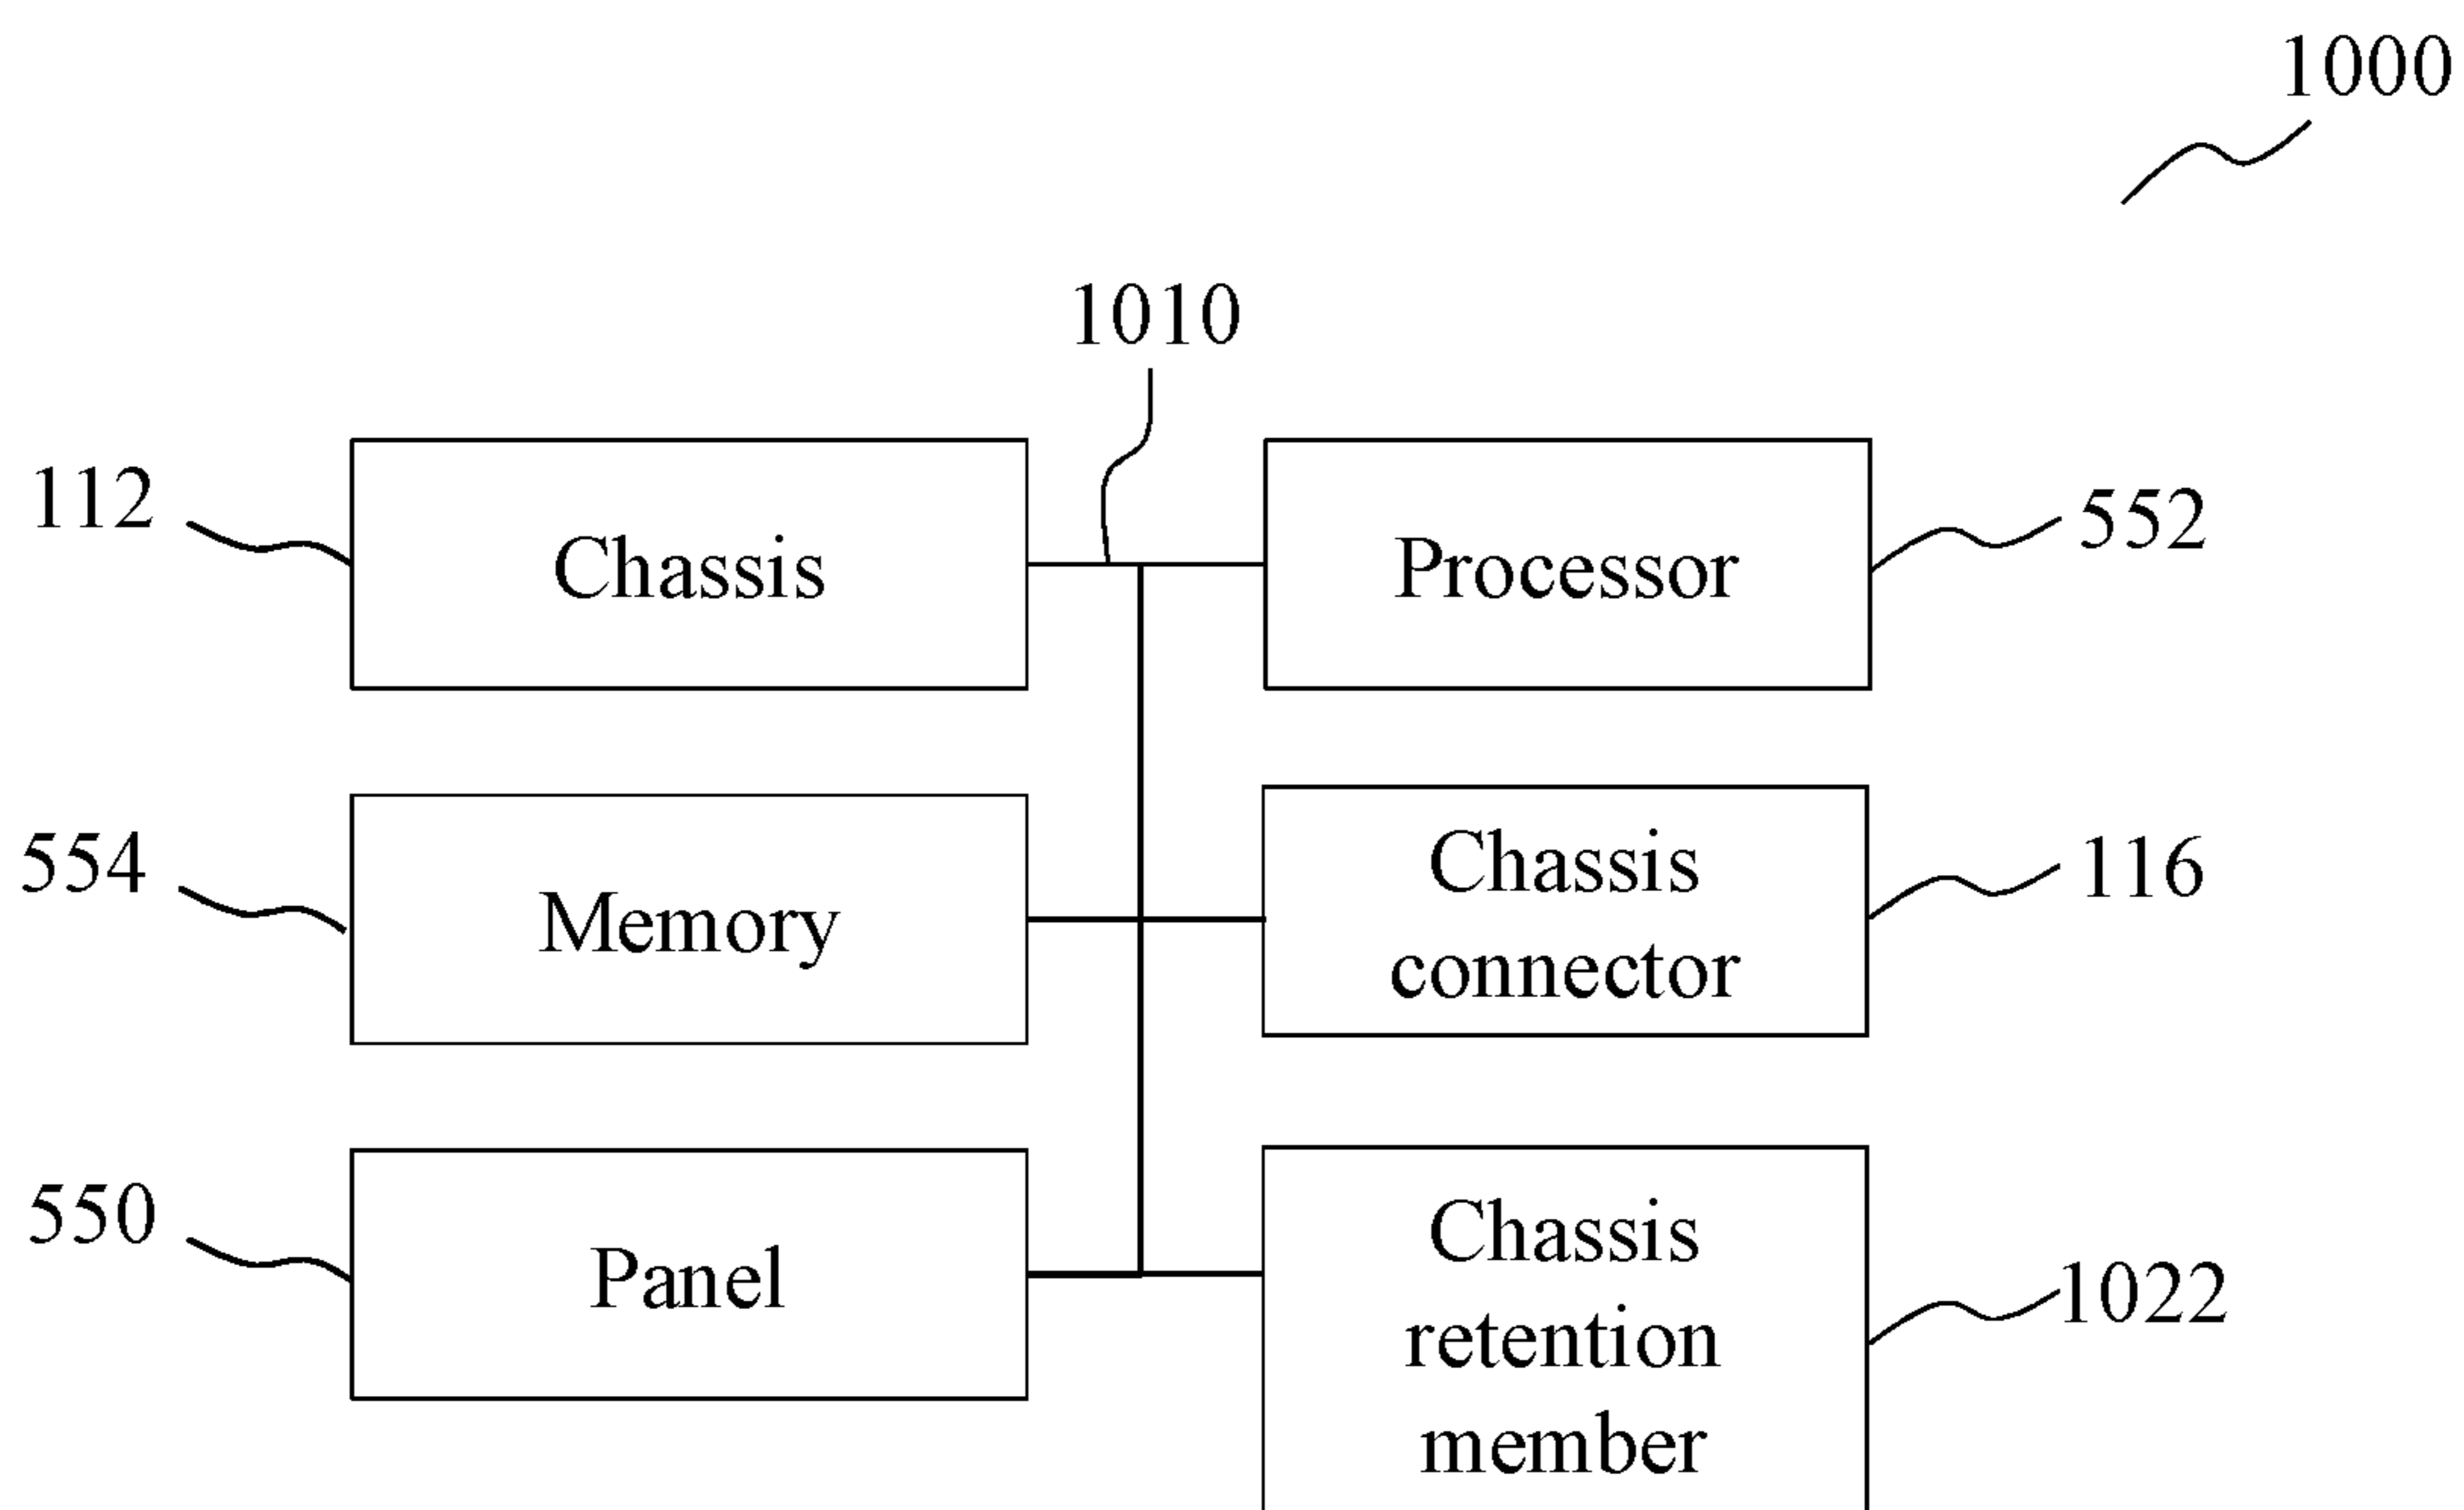 1000
1010
112
Chassis
Processor
552
554
Memory
Chassis
connector
116
550
Panel
Chassis
retention
member
1022